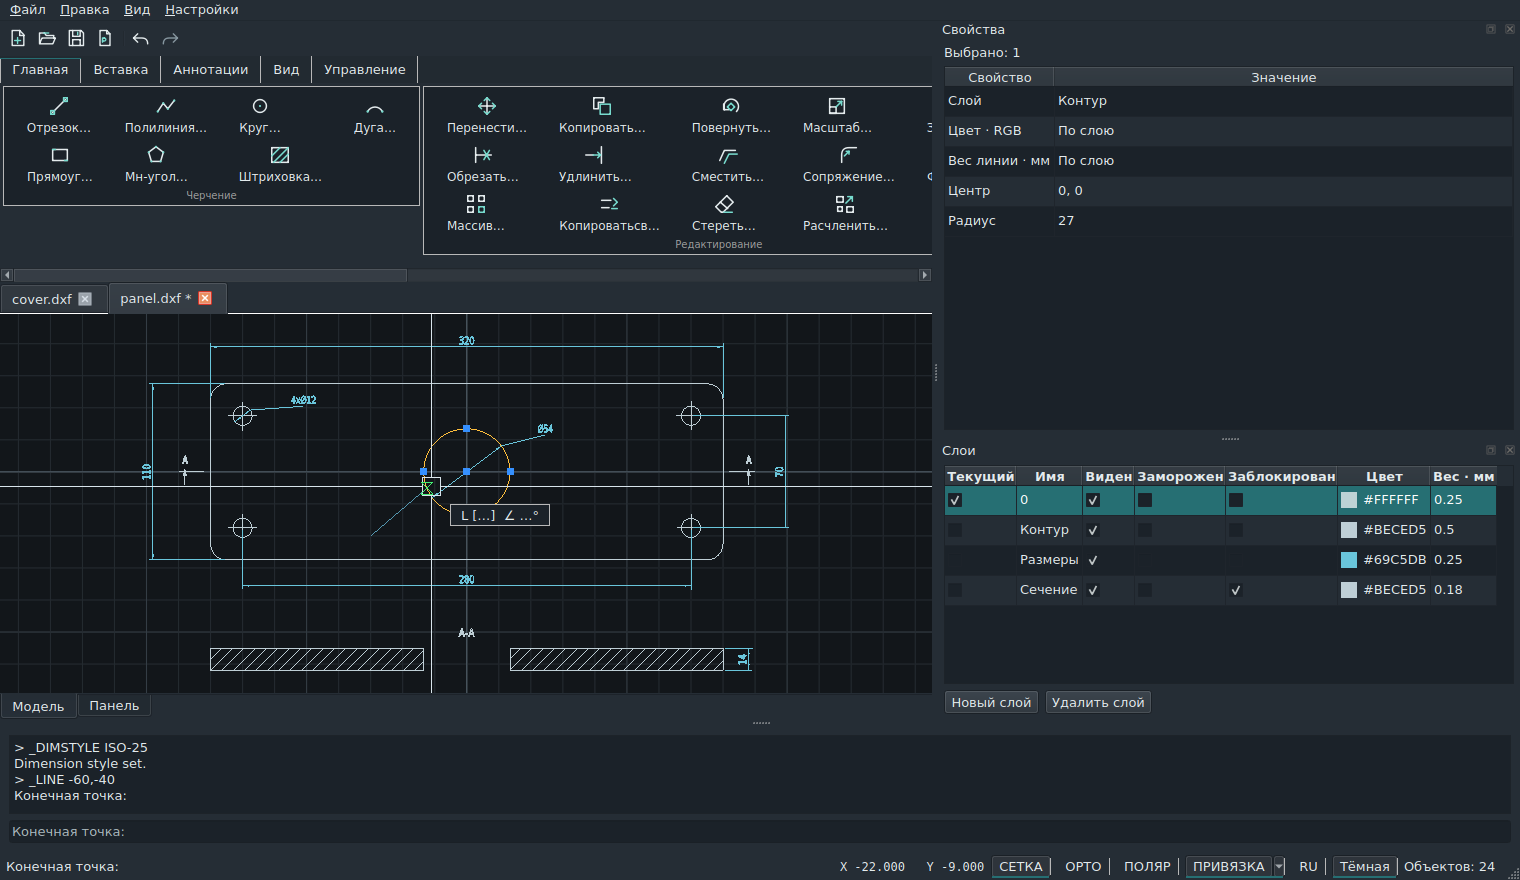 Файл Правка Вид Настройки
Главная Вставка Аннотации Вид Управление
Отрезок... Полилиния... Круг... Дуга...
Прямоуг... Мн-угол... Штриховка...
Черчение
Перенести... Копировать... Повернуть... Масштаб...
Обрезать... Удлинить... Сместить... Сопряжение...
Массив... Копироватьсв... Стереть... Расчленить...
Редактирование
cover.dxf panel.dxf *
320
4xØ12
Ø54
110
A A
70
L [...] ∠ ...°
280
A-A
14
Модель Панель
> _DIMSTYLE ISO-25
Dimension style set.
> _LINE -60,-40
Конечная точка:
Конечная точка:
Конечная точка:
X -22.000 Y -9.000 СЕТКА ОРТО ПОЛЯР ПРИВЯЗКА RU Тёмная Объектов: 24
Свойства
Выбрано: 1
Свойство Значение
Слой Контур
Цвет · RGB По слою
Вес линии · мм По слою
Центр 0, 0
Радиус 27
Слои
Текущий Имя Виден Заморожен Заблокирован Цвет Вес · мм
0 #FFFFFF 0.25
Контур #BECED5 0.5
Размеры #69C5DB 0.25
Сечение #BECED5 0.18
Новый слой Удалить слой